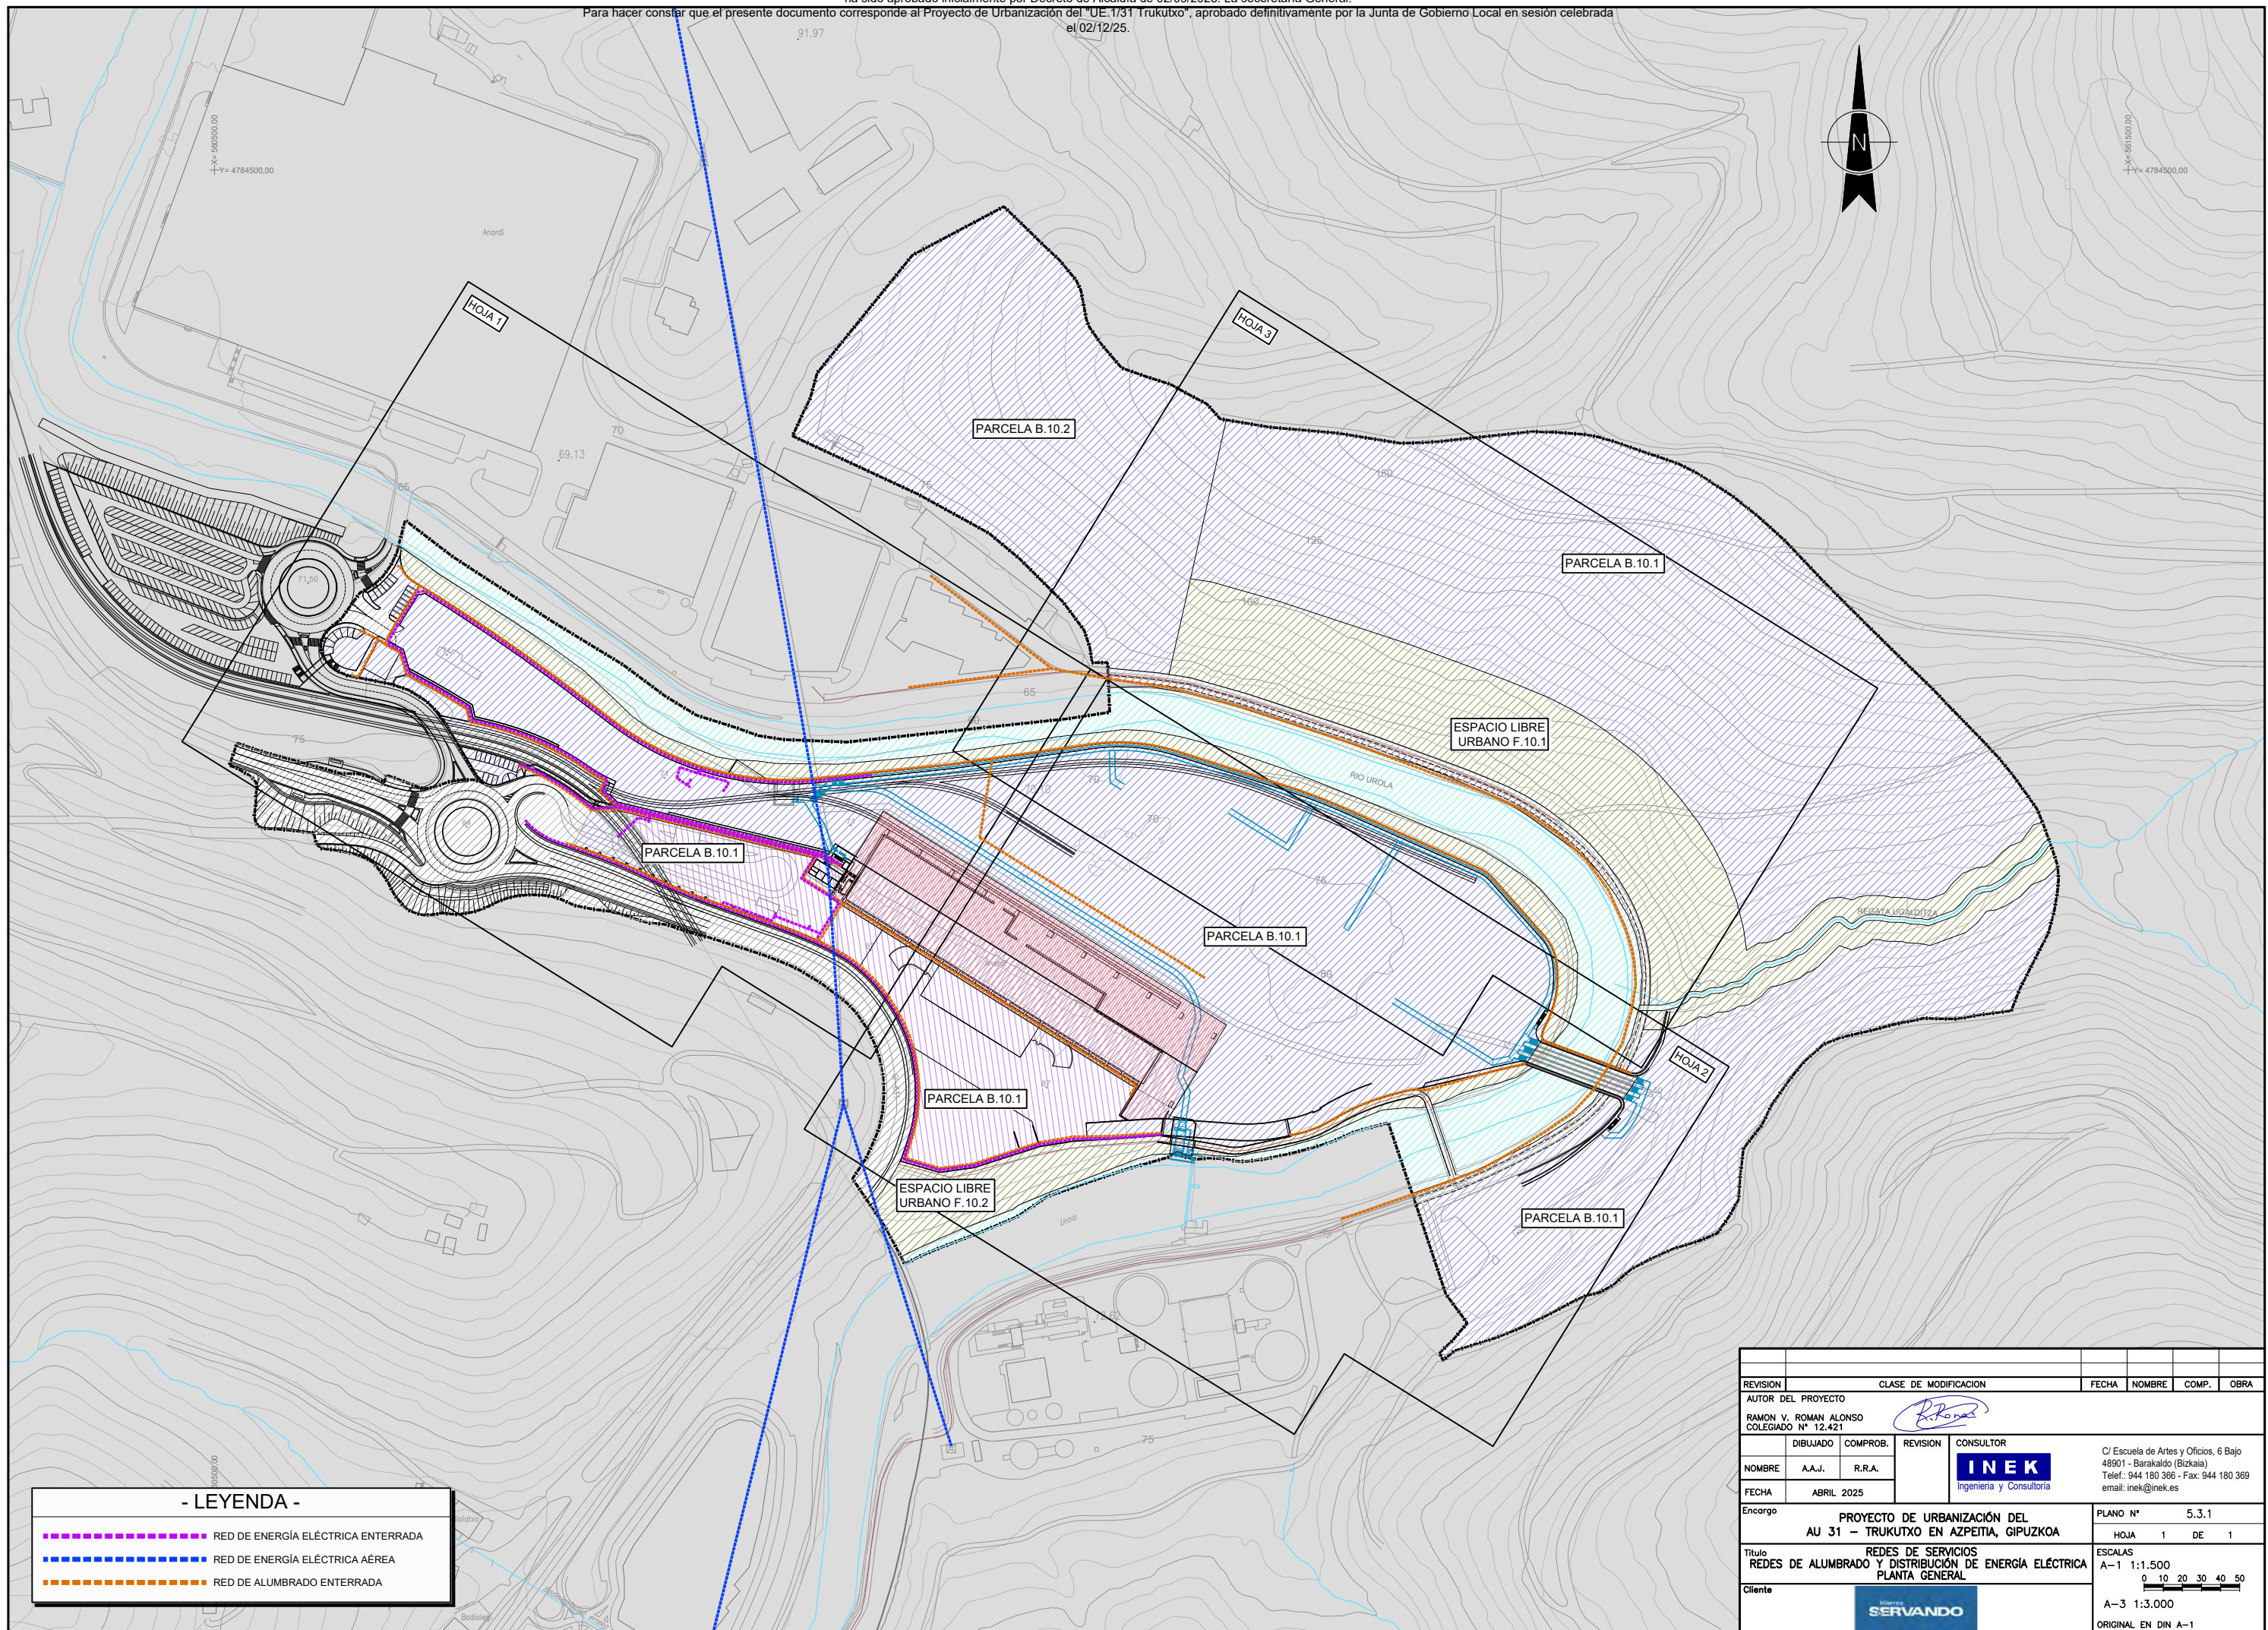 Para hacer constar que el presente documento corresponde al Proyecto de Urbanización del "UE.1/31 Trukutxo", aprobado definitivamente por la Junta de Gobierno Local en sesión celebrada
el 02/12/25.
91.97
X= 560500,00
Y= 4784500,00
X= 561500,00
Y= 4784500,00
N
Anardi
HOJA 1
HOJA 3
70
69.13
65
75
PARCELA B.10.2
150
125
100
PARCELA B.10.1
71,50
65
60
ESPACIO LIBRE
URBANO F.10.1
RIO UROLA
75
70
70
75
80
PARCELA B.10.1
PARCELA B.10.1
REGATA UGALDITZA
HOJA 2
67
PARCELA B.10.1
ESPACIO LIBRE
URBANO F.10.2
Urola
PARCELA B.10.1
75
- LEYENDA -
RED DE ENERGÍA ELÉCTRICA ENTERRADA
RED DE ENERGÍA ELÉCTRICA AÉREA
RED DE ALUMBRADO ENTERRADA
REVISION CLASE DE MODIFICACION FECHA NOMBRE COMP. OBRA
AUTOR DEL PROYECTO
RAMON V. ROMAN ALONSO
COLEGIADO Nº 12.421
DIBUJADO COMPROB. REVISION CONSULTOR
NOMBRE A.A.J. R.R.A.
FECHA ABRIL 2025
INEK
Ingeniería y Consultoría
C/ Escuela de Artes y Oficios, 6 Bajo
48901 - Barakaldo (Bizkaia)
Telef.: 944 180 366 - Fax: 944 180 369
email: inek@inek.es
Encargo
PROYECTO DE URBANIZACIÓN DEL
AU 31 – TRUKUTXO EN AZPEITIA, GIPUZKOA
PLANO Nº 5.3.1
HOJA 1 DE 1
Título
REDES DE SERVICIOS
REDES DE ALUMBRADO Y DISTRIBUCIÓN DE ENERGÍA ELÉCTRICA
PLANTA GENERAL
ESCALAS
A-1 1:1.500
0 10 20 30 40 50
A-3 1:3.000
ORIGINAL EN DIN A-1
Cliente
Hierros
SERVANDO